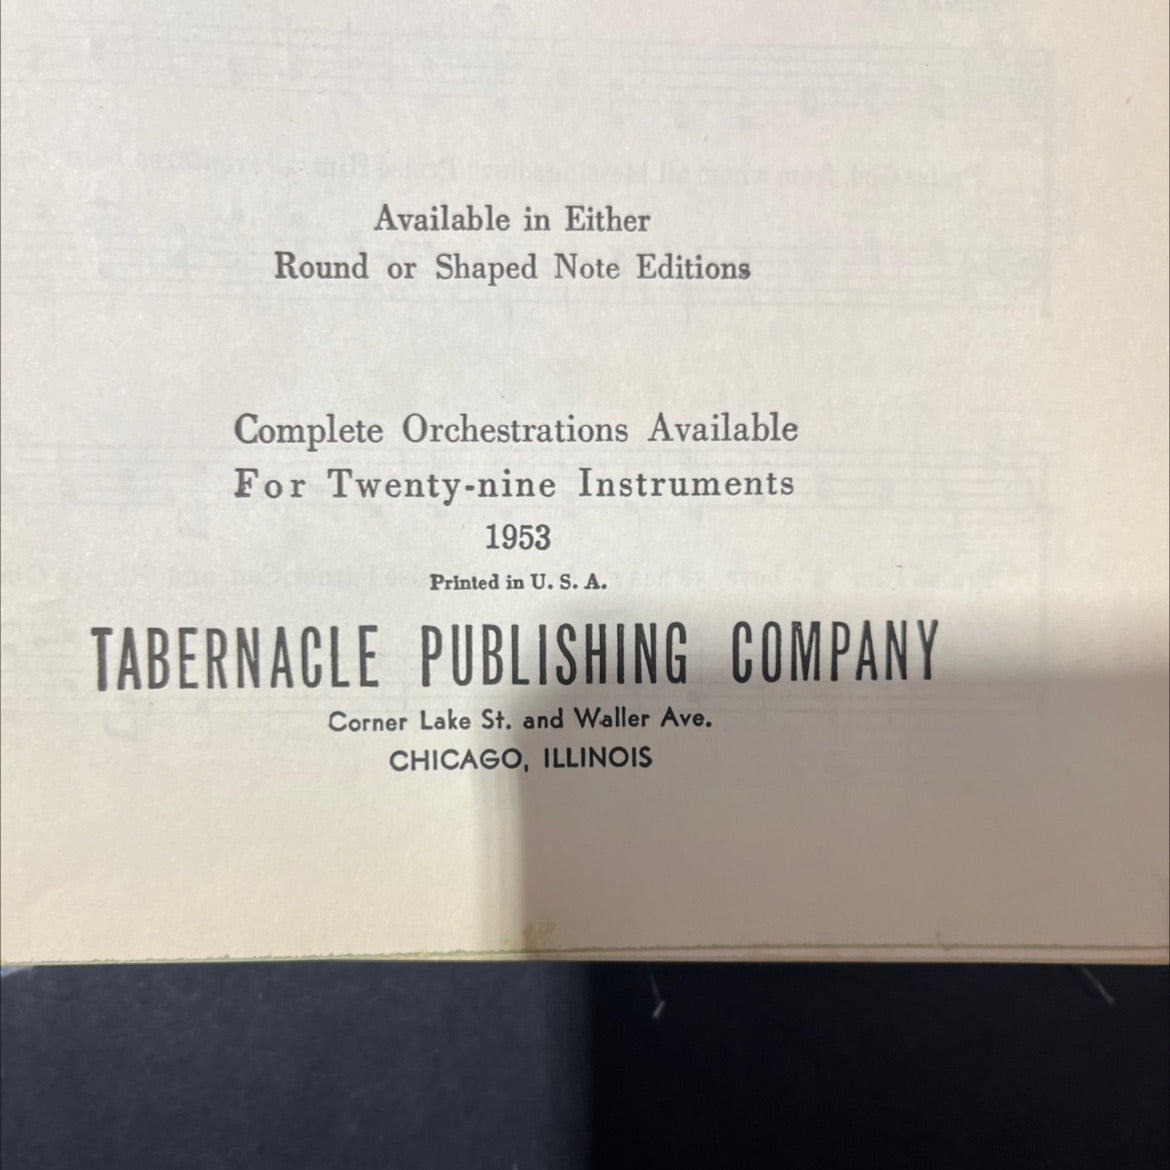 Available in Either
Round or Shaped Note Editions
Complete Orchestrations Available
For Twenty-nine Instruments
1953
Printed in U. S. A.
TABERNACLE PUBLISHING COMPANY
Corner Lake St. and Waller Ave.
CHICAGO, ILLINOIS